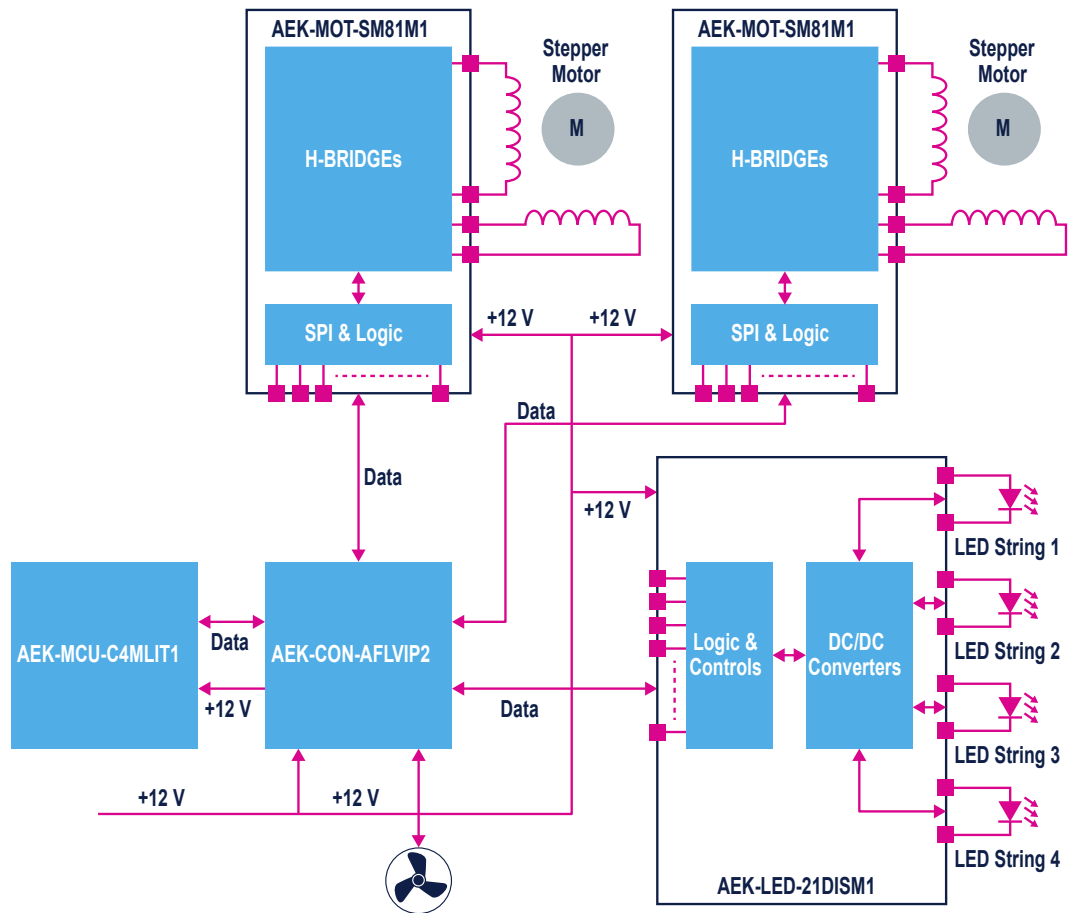 AEK-MOT-SM81M1
AEK-MOT-SM81M1
Stepper
Motor
M
H-BRIDGEs
Stepper
Motor
M
H-BRIDGEs
SPI & Logic
+12 V
+12 V
SPI & Logic
Data
Data
+12 V
LED String 1
AEK-MCU-C4MLIT1
Data
+12 V
AEK-CON-AFLVIP2
Data
Logic &
Controls
DC/DC
Converters
LED String 2
LED String 3
+12 V
+12 V
LED String 4
AEK-LED-21DISM1